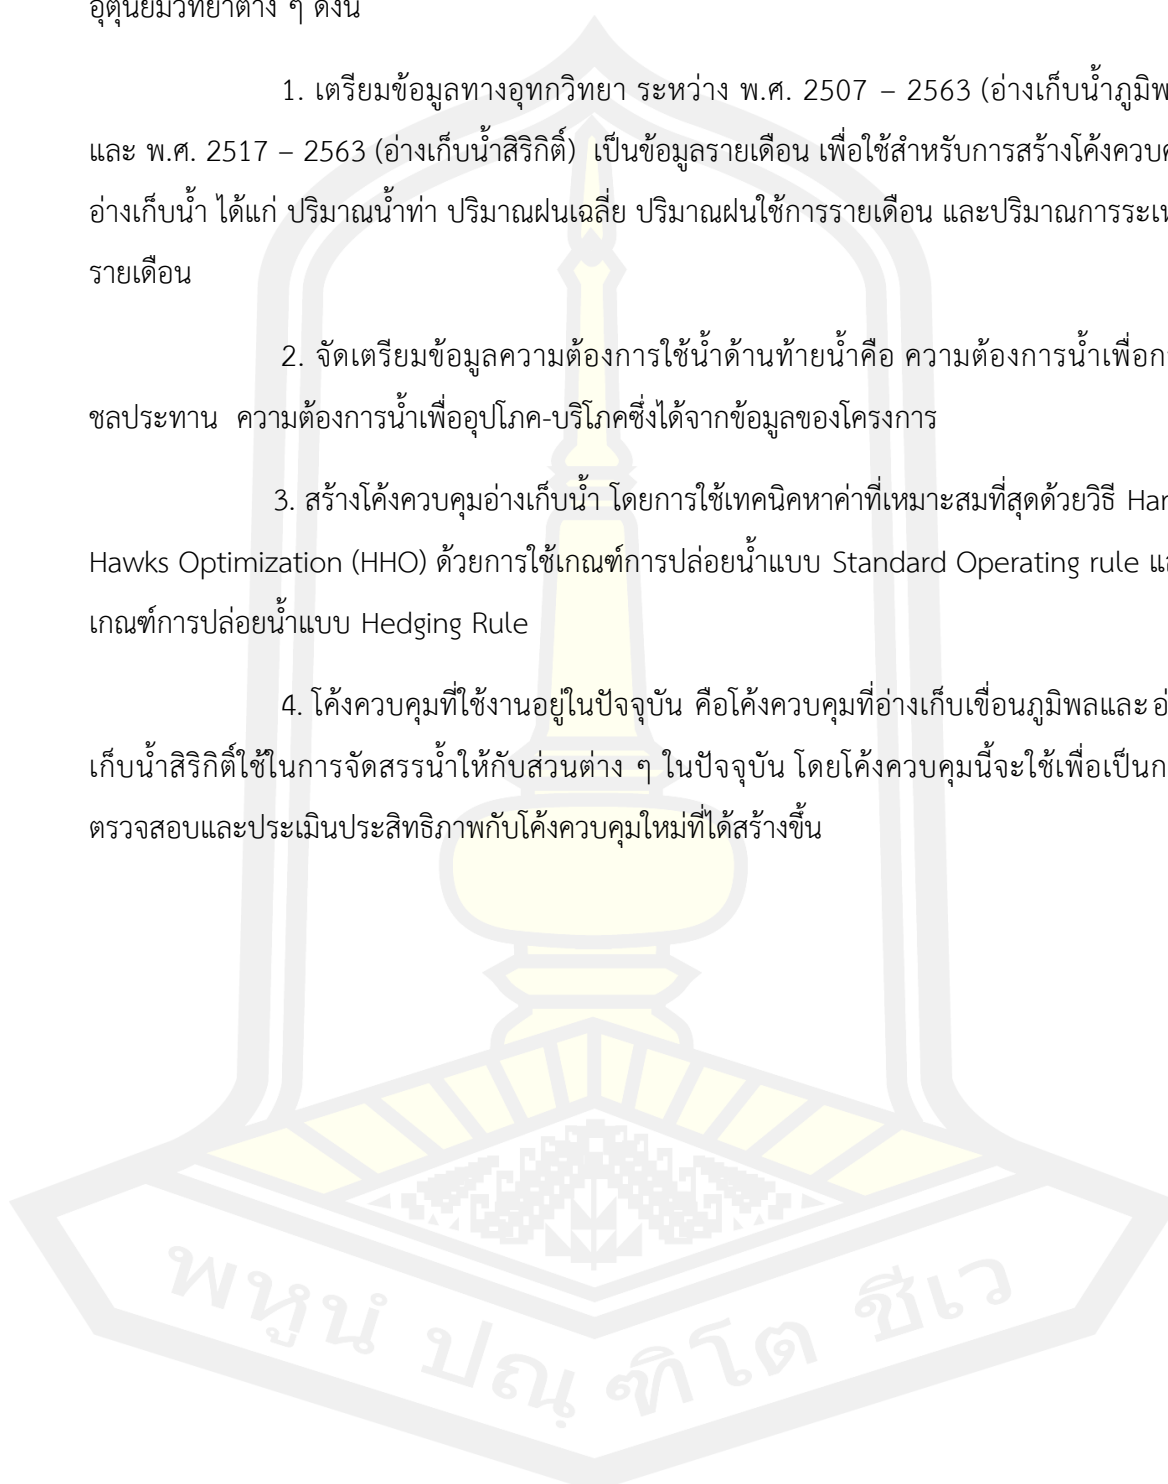 อุตุนิยมวิทยาต่าง ๆ ดังนี้
1. เตรียมข้อมูลทางอุทกวิทยา ระหว่าง พ.ศ. 2507 – 2563 (อ่างเก็บน้ำภูมิพ
และ พ.ศ. 2517 – 2563 (อ่างเก็บน้ำสิริกิติ์) เป็นข้อมูลรายเดือน เพื่อใช้สำหรับการสร้างโค้งควบค
อ่างเก็บน้ำ ได้แก่ ปริมาณน้ำท่า ปริมาณฝนเฉลี่ย ปริมาณฝนใช้การรายเดือน และปริมาณการระเห
รายเดือน
2. จัดเตรียมข้อมูลความต้องการใช้น้ำด้านท้ายน้ำคือ ความต้องการน้ำเพื่อก
ชลประทาน ความต้องการน้ำเพื่ออุปโภค-บริโภคซึ่งได้จากข้อมูลของโครงการ
3. สร้างโค้งควบคุมอ่างเก็บน้ำ โดยการใช้เทคนิคหาค่าที่เหมาะสมที่สุดด้วยวิธี Har
Hawks Optimization (HHO) ด้วยการใช้เกณฑ์การปล่อยน้ำแบบ Standard Operating rule แ
เกณฑ์การปล่อยน้ำแบบ Hedging Rule
4. โค้งควบคุมที่ใช้งานอยู่ในปัจจุบัน คือโค้งควบคุมที่อ่างเก็บเขื่อนภูมิพลและอ่
เก็บน้ำสิริกิติ์ใช้ในการจัดสรรน้ำให้กับส่วนต่าง ๆ ในปัจจุบัน โดยโค้งควบคุมนี้จะใช้เพื่อเป็นก
ตรวจสอบและประเมินประสิทธิภาพกับโค้งควบคุมใหม่ที่ได้สร้างขึ้น
พหูนํ ปณฺฑิโต ชีเว